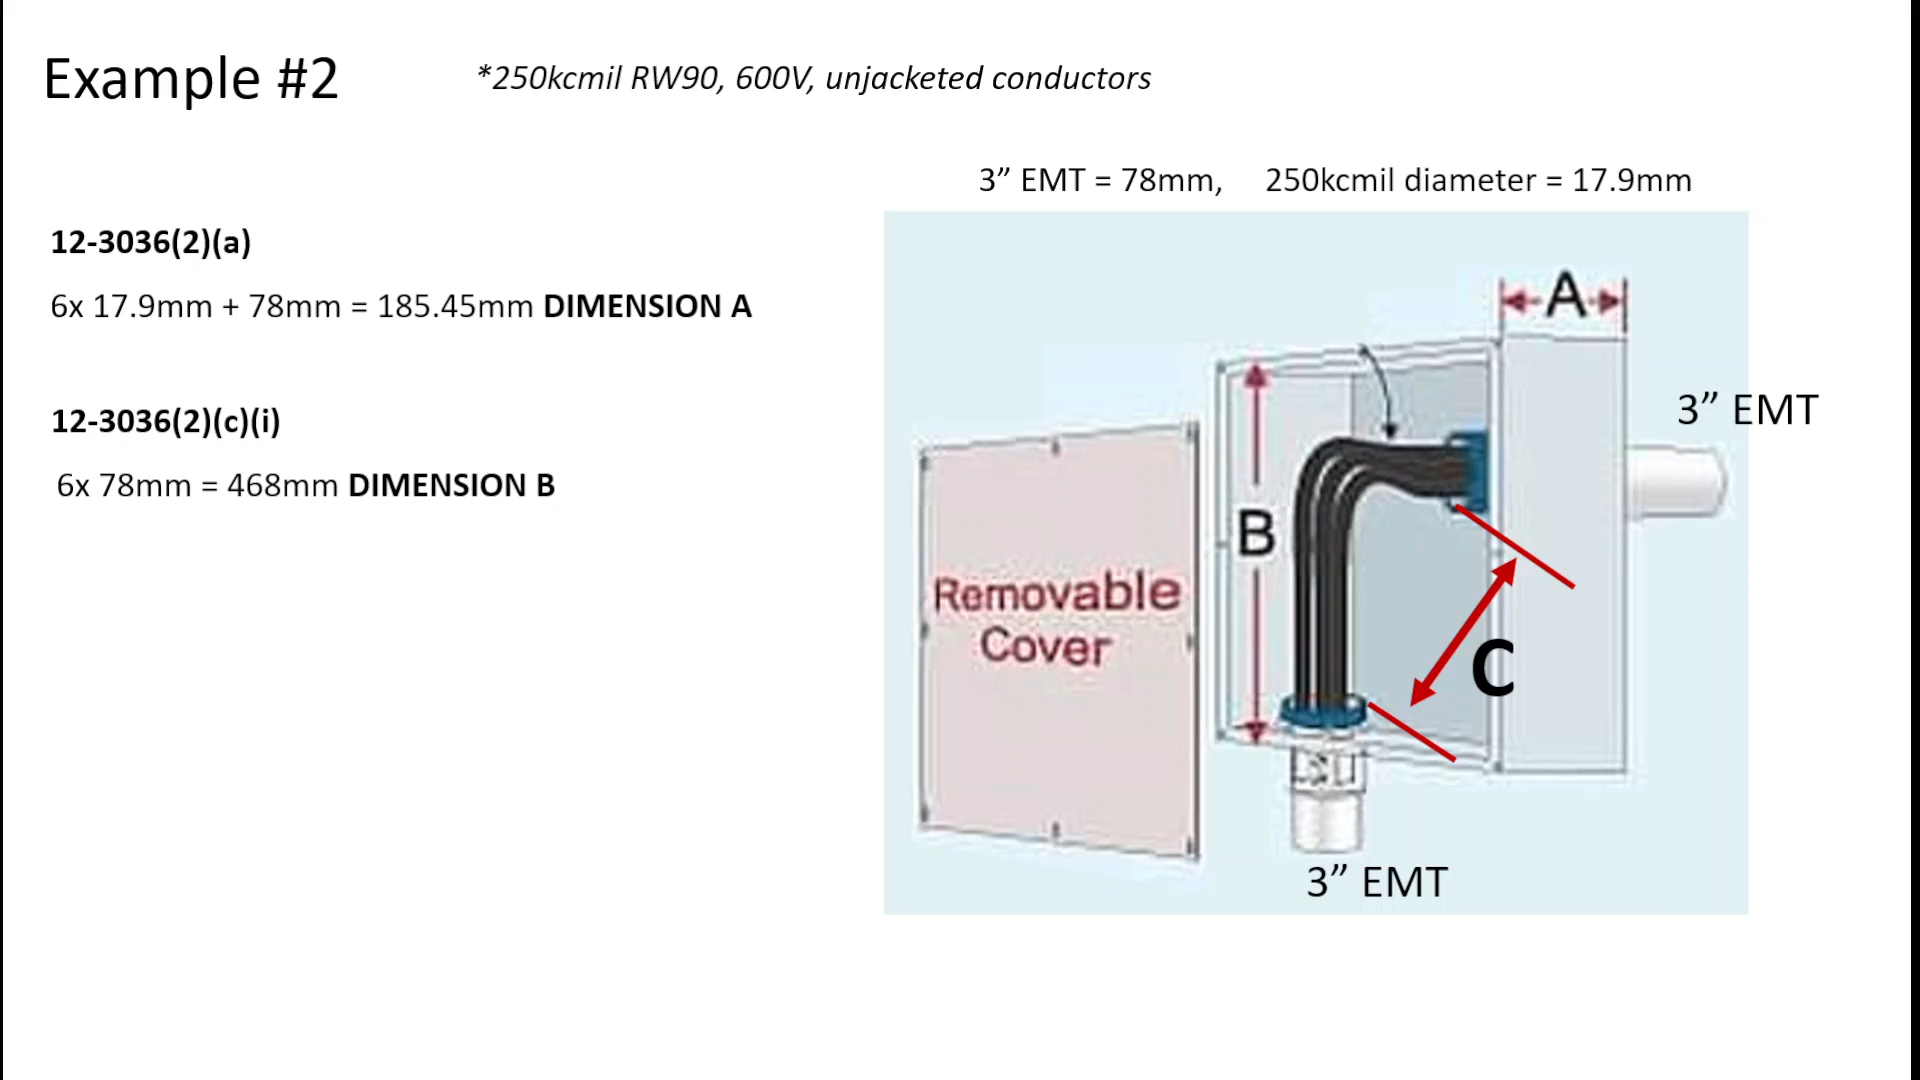 Example #2
*250kcmil RW90, 600V, unjacketed conductors
3” EMT = 78mm, 250kcmil diameter = 17.9mm
12-3036(2)(a)
6x 17.9mm + 78mm = 185.45mm DIMENSION A
12-3036(2)(c)(i)
6x 78mm = 468mm DIMENSION B
A
3” EMT
B
Removable
Cover
C
3” EMT